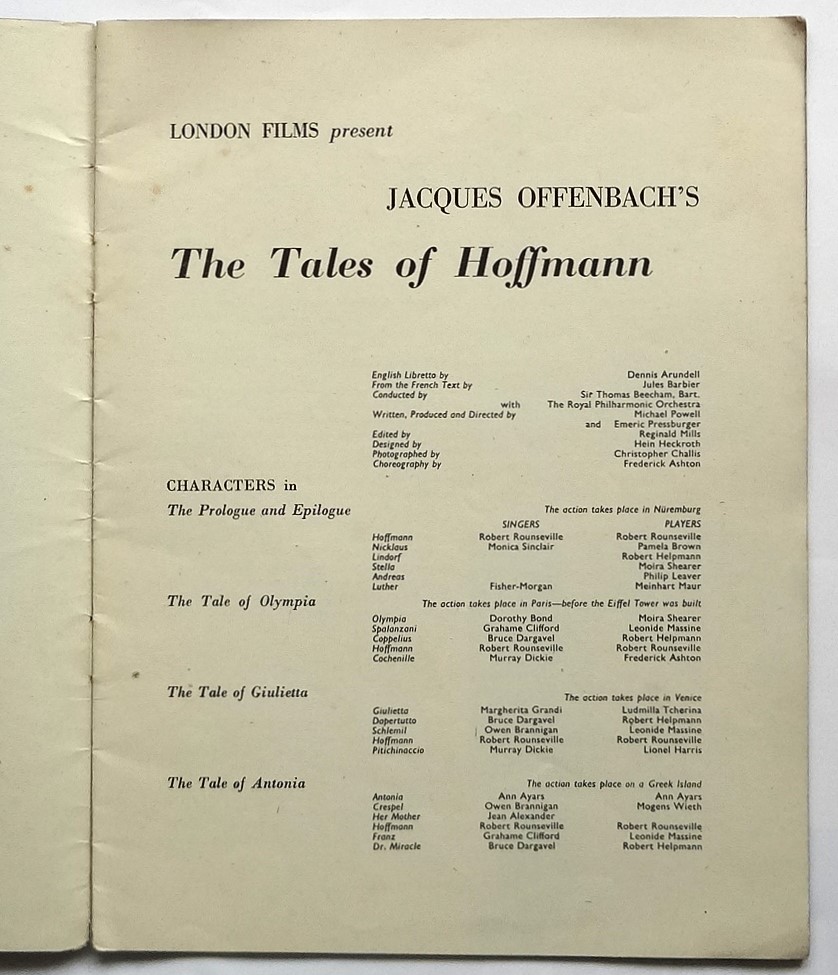 LONDON FILMS present
JACQUES OFFENBACH'S
The Tales of Hoffmann
English Libretto by Dennis Arundell
From the French Text by Jules Barbier
Conducted by Sir Thomas Beecham, Bart.
with The Royal Philharmonic Orchestra
Written, Produced and Directed by Michael Powell
and Emeric Pressburger
Edited by Reginald Mills
Designed by Hein Heckroth
Photographed by Christopher Challis
Choreography by Frederick Ashton
CHARACTERS in
The Prologue and Epilogue The action takes place in Nüremburg
SINGERS PLAYERS
Hoffmann Robert Rounseville Robert Rounseville
Nicklaus Monica Sinclair Pamela Brown
Lindorf Robert Helpmann
Stella Moira Shearer
Andreas Philip Leaver
Luther Fisher-Morgan Meinhart Maur
The Tale of Olympia The action takes place in Paris—before the Eiffel Tower was built
Olympia Dorothy Bond Moira Shearer
Spalanzani Grahame Clifford Leonide Massine
Coppelius Bruce Dargavel Robert Helpmann
Hoffmann Robert Rounseville Robert Rounseville
Cochenille Murray Dickie Frederick Ashton
The Tale of Giulietta The action takes place in Venice
Giulietta Margherita Grandi Ludmilla Tcherina
Dapertutto Bruce Dargavel Robert Helpmann
Schlemil Owen Brannigan Leonide Massine
Hoffmann Robert Rounseville Robert Rounseville
Pitichinaccio Murray Dickie Lionel Harris
The Tale of Antonia The action takes place on a Greek Island
Antonia Ann Ayars Ann Ayars
Crespel Owen Brannigan Mogens Wieth
Her Mother Jean Alexander
Hoffmann Robert Rounseville Robert Rounseville
Franz Grahame Clifford Leonide Massine
Dr. Miracle Bruce Dargavel Robert Helpmann